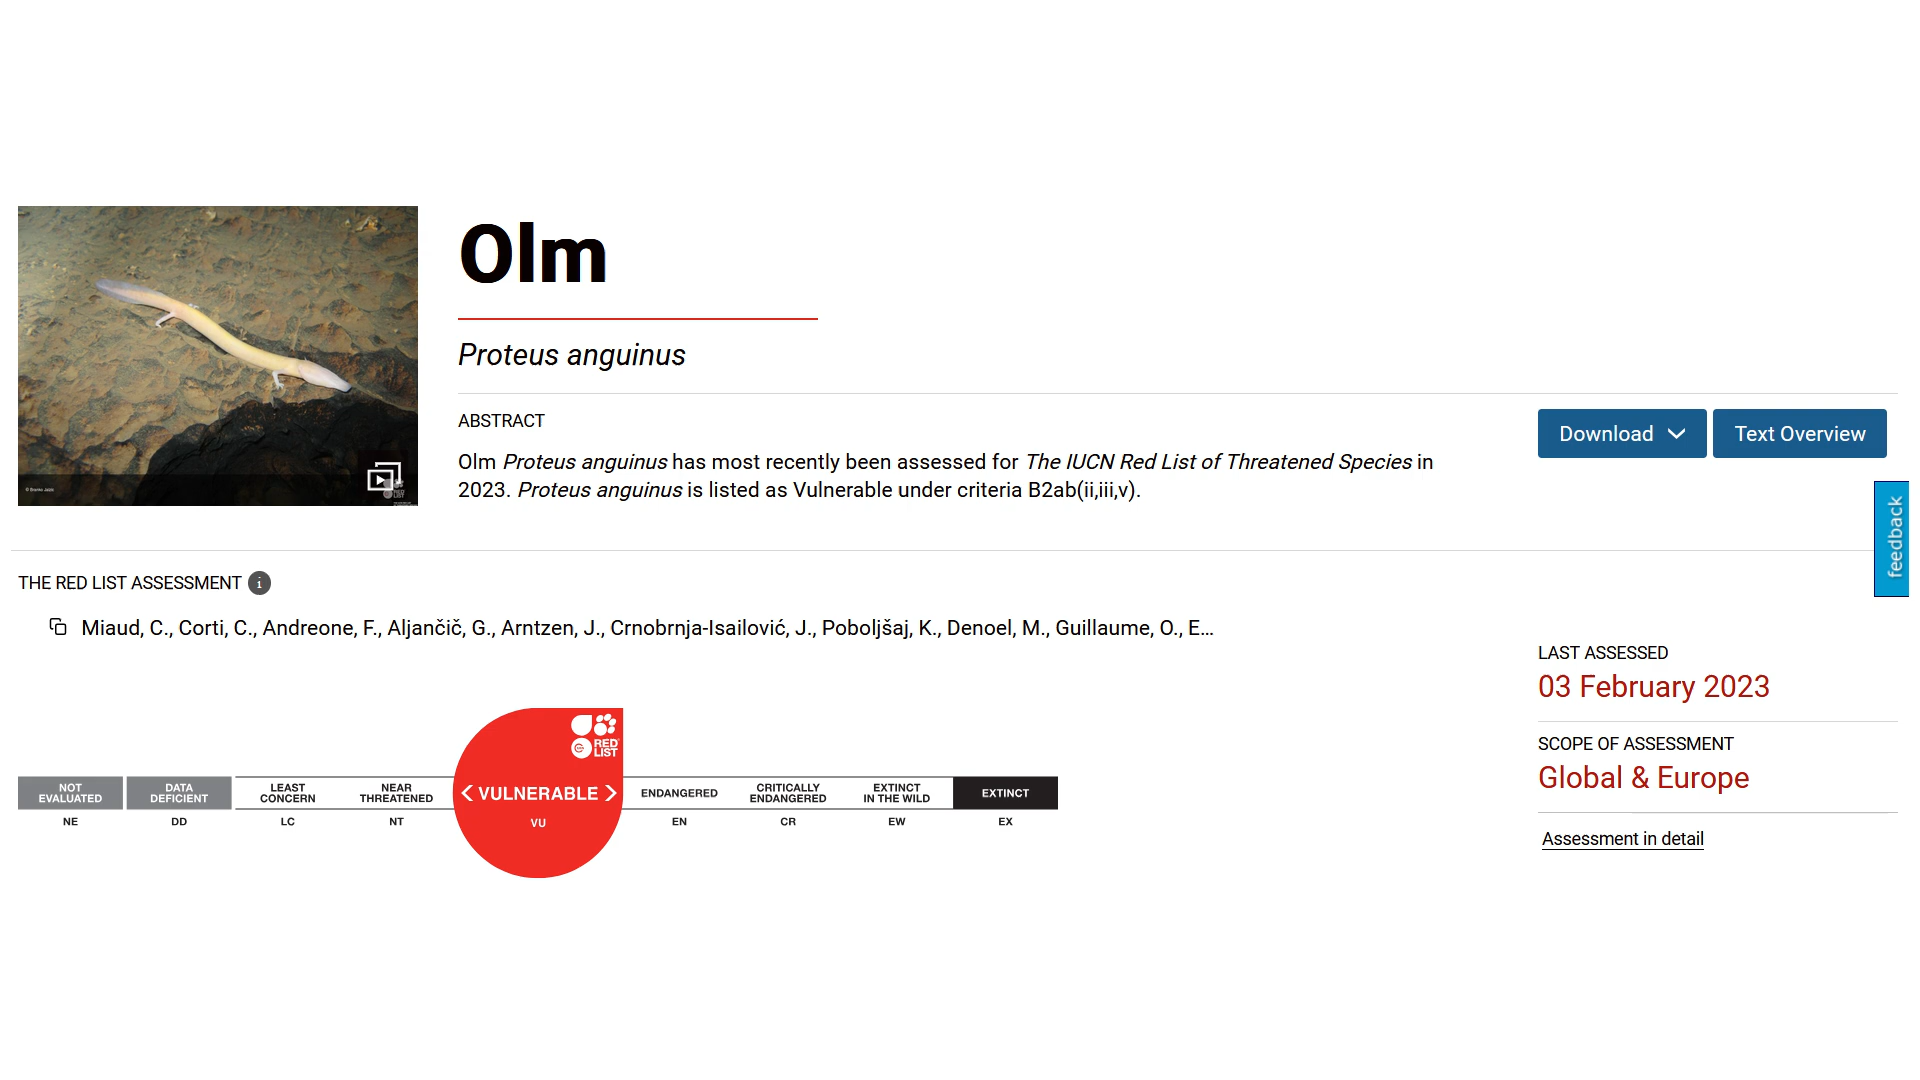 Olm
Proteus anguinus
ABSTRACT
Download
Text Overview
Olm Proteus anguinus has most recently been assessed for The IUCN Red List of Threatened Species in
2023. Proteus anguinus is listed as Vulnerable under criteria B2ab(ii,iii,v).
feedback
THE RED LIST ASSESSMENT i
Miaud, C., Corti, C., Andreone, F., Aljančič, G., Arntzen, J., Crnobrnja-Isailović, J., Poboljšaj, K., Denoel, M., Guillaume, O., E...
LAST ASSESSED
03 February 2023
SCOPE OF ASSESSMENT
Global & Europe
Assessment in detail
RED
LIST
NOT
EVALUATED
NE
DATA
DEFICIENT
DD
LEAST
CONCERN
LC
NEAR
THREATENED
NT
< VULNERABLE >
VU
ENDANGERED
EN
CRITICALLY
ENDANGERED
CR
EXTINCT
IN THE WILD
EW
EXTINCT
EX